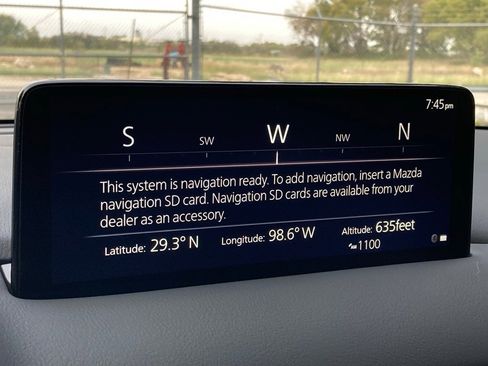 7:45pm
S SW W NW N
This system is navigation ready. To add navigation, insert a Mazda
navigation SD card. Navigation SD cards are available from your
dealer as an accessory.
Latitude: 29.3° N Longitude: 98.6° W Altitude: 635feet
1100